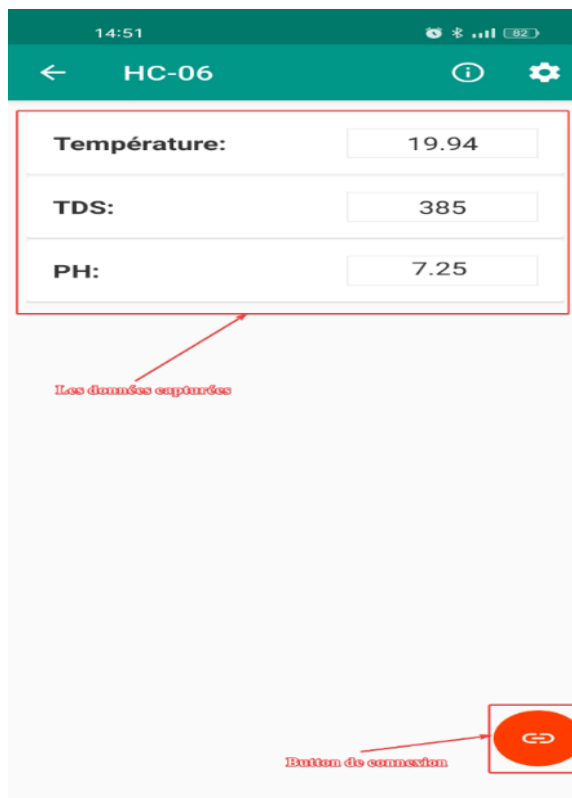 14:51 82
HC-06
Température: 19.94
TDS: 385
PH: 7.25
Les données capturées
Button de connexion